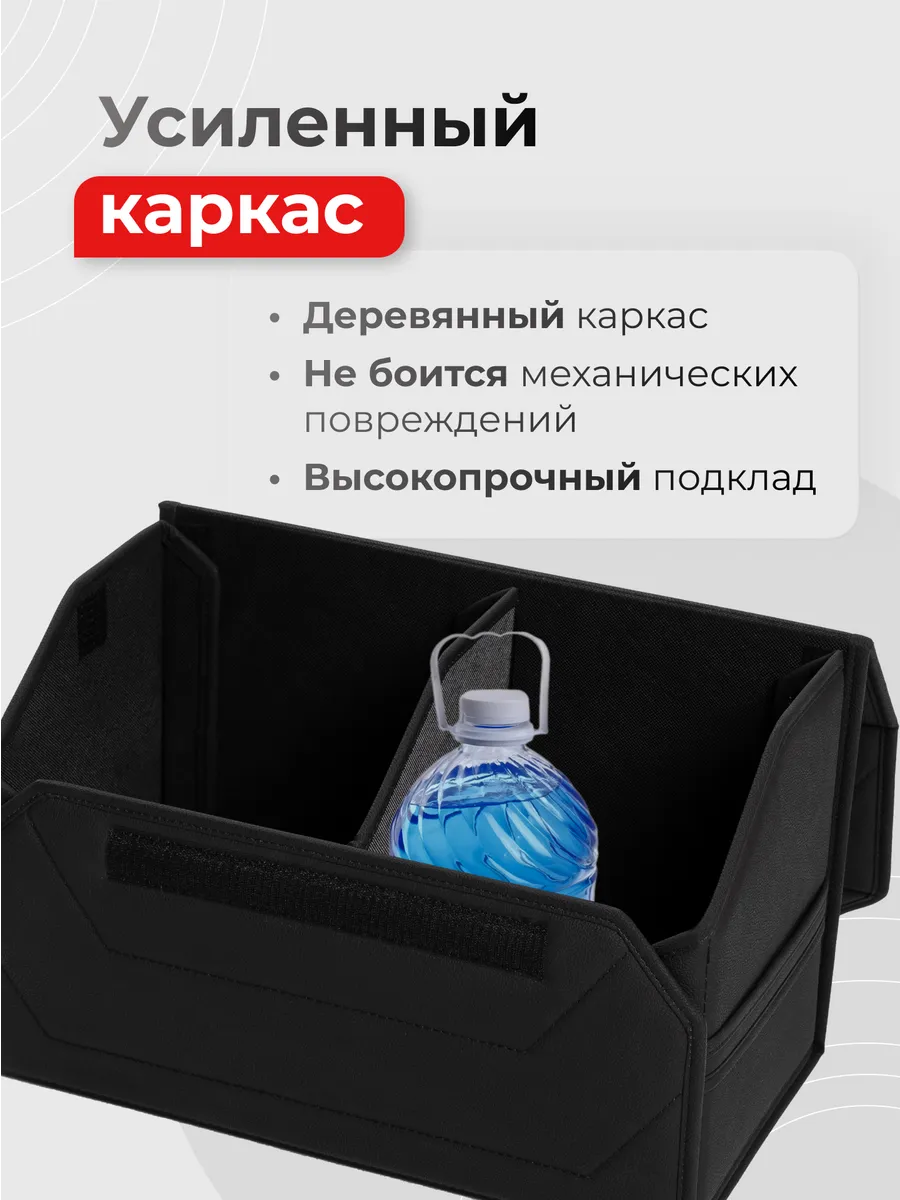 Усиленный
каркас
• Деревянный каркас
• Не боится механических
повреждений
• Высокопрочный подклад